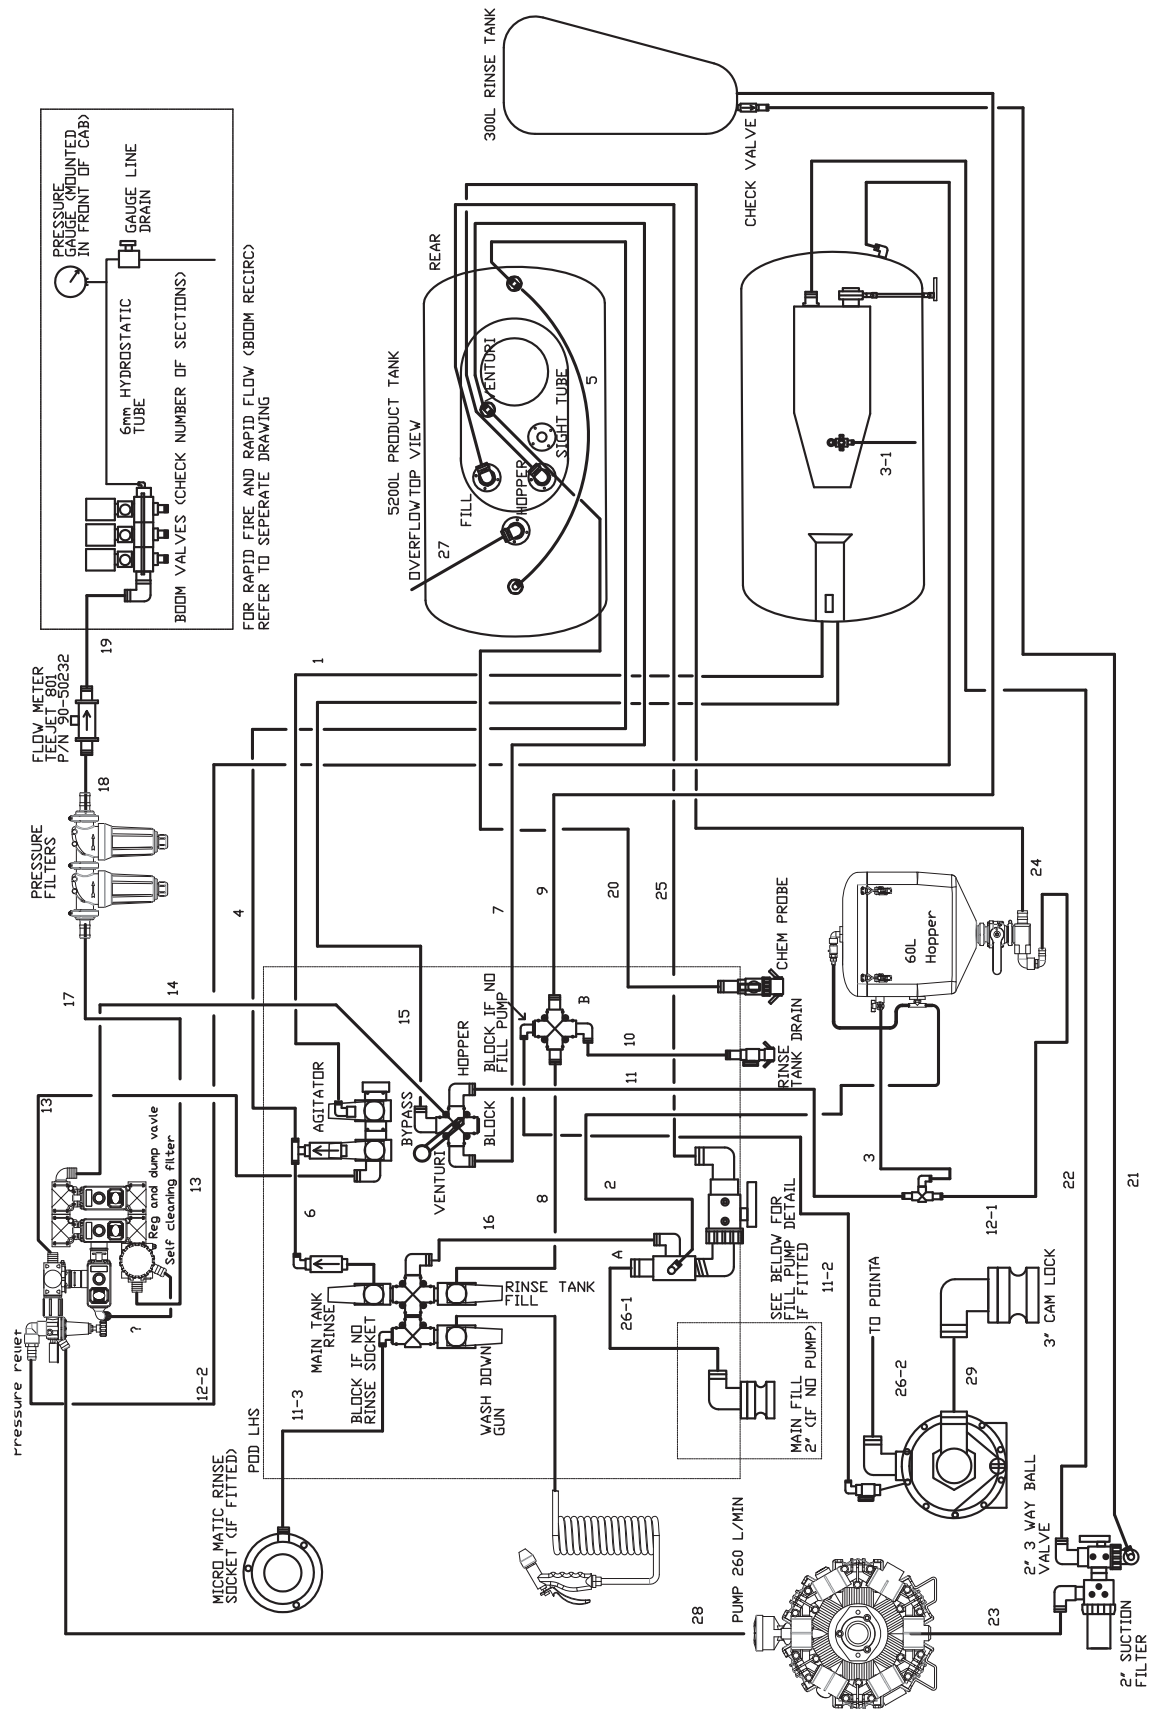 300L RINSE TANK
CHECK VALVE
PRESSURE
GAUGE (MOUNTED
IN FRONT OF CAB)
GAUGE LINE
DRAIN
6mm HYDROSTATIC
TUBE
BOOM VALVES (CHECK NUMBER OF SECTIONS)
FOR RAPID FIRE AND RAPID FLOW (BOOM RECIRC)
REFER TO SEPERATE DRAWING
REAR
5200L PRODUCT TANK
TOP VIEW
OVERFLOW
27
FILL
HOPPER
VENTURI
SIGHT TUBE
5
3-1
19
FLOW METER
TEEJET 801
P/N 90-50232
18
PRESSURE
FILTERS
17
14
1
4
15
7
9
20
25
CHEM PROBE
60L
Hopper
24
13
Reg and dump vavle
Self cleaning filter
13
?
Prressure relief
12-2
AGITATOR
BYPASS
HOPPER
BLOCK
VENTURI
BLOCK IF NO
FILL PUMP
B
10
RINSE
TANK DRAIN
11
6
16
8
2
3
12-1
22
21
MAIN TANK
RINSE
RINSE TANK
FILL
BLOCK IF NO
RINSE SOCKET
WASH DOWN
GUN
11-3
A
26-1
SEE BELOW FOR
FILL PUMP DETAIL
IF FITTED
11-2
MAIN FILL
2" (IF NO PUMP)
TO POINTA
26-2
29
3" CAM LOCK
POD LHS
MICRO MATIC RINSE
SOCKET (IF FITTED)
28
PUMP 260 L/MIN
23
2" 3 WAY BALL
VALVE
2" SUCTION
FILTER